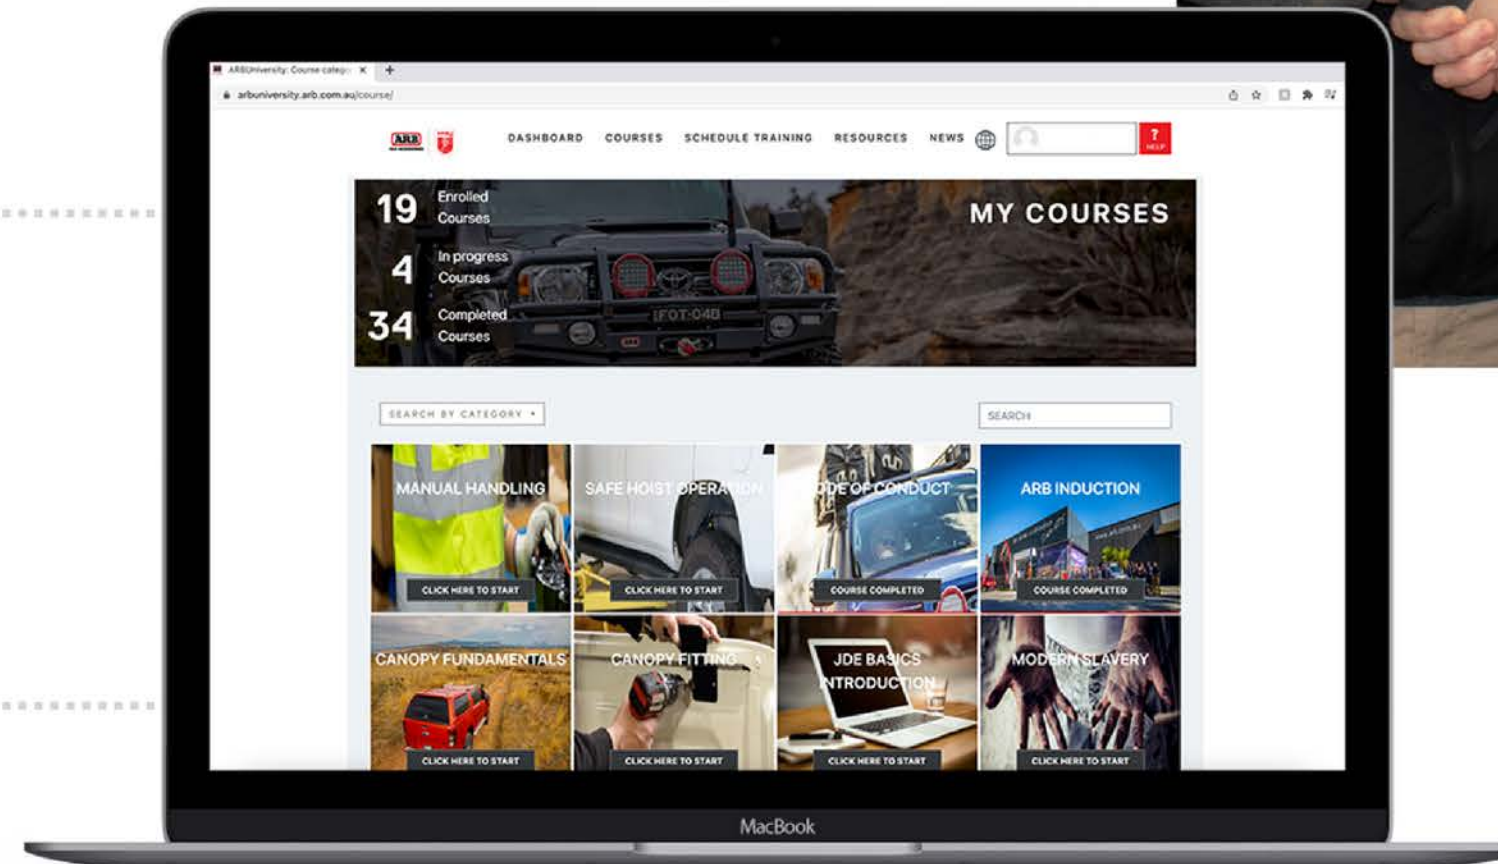 ARBUniversity: Course catego
arbuniversity.arb.com.au/course/
ARB
DASHBOARD COURSES SCHEDULE TRAINING RESOURCES NEWS
?
HELP
19 Enrolled
Courses
MY COURSES
4 In progress
Courses
34 Completed
Courses
SEARCH BY CATEGORY
SEARCH
MANUAL HANDLING SAFE HOIST OPERATION CODE OF CONDUCT ARB INDUCTION
CLICK HERE TO START CLICK HERE TO START COURSE COMPLETED COURSE COMPLETED
CANOPY FUNDAMENTALS CANOPY FITTING JDE BASICS MODERN SLAVERY
INTRODUCTION
CLICK HERE TO START CLICK HERE TO START CLICK HERE TO START CLICK HERE TO START
MacBook